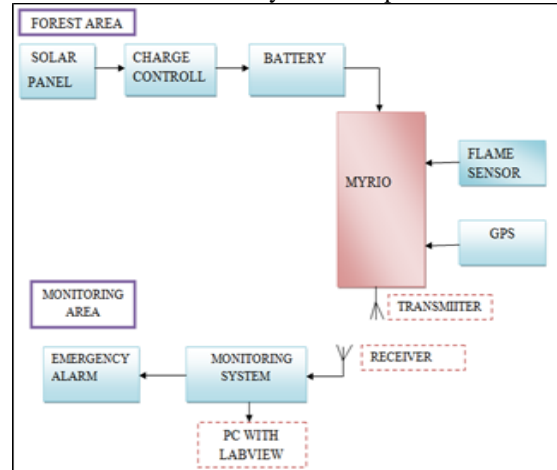 FOREST AREA
SOLAR
PANEL
CHARGE
CONTROLL
BATTERY
MYRIO
FLAME
SENSOR
GPS
TRANSMIITER
MONITORING
AREA
RECEIVER
EMERGENCY
ALARM
MONITORING
SYSTEM
PC WITH
LABVIEW